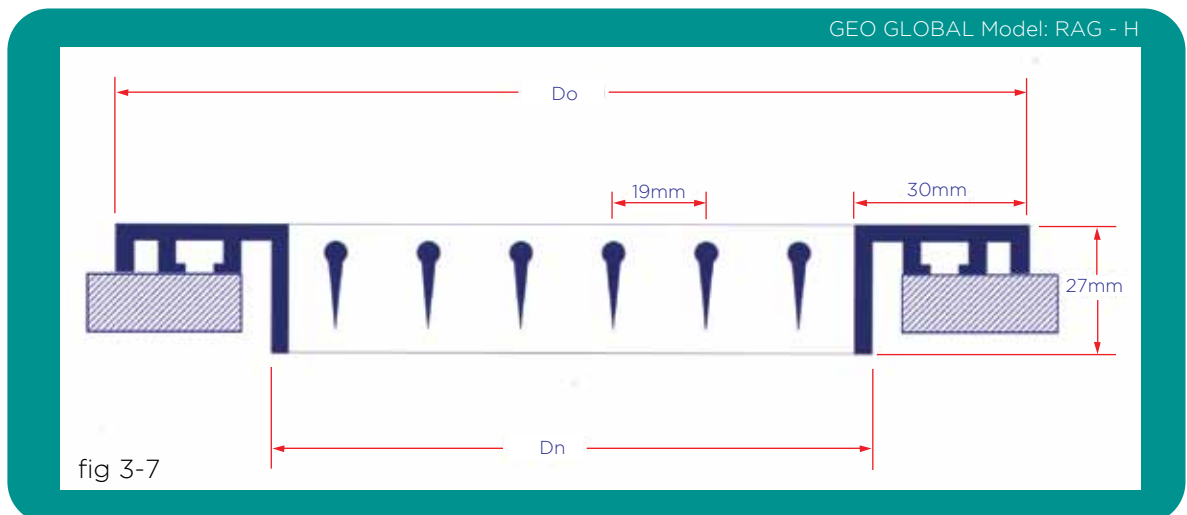 GEO GLOBAL Model: RAG - H
Do
19mm
30mm
27mm
Dn
fig 3-7